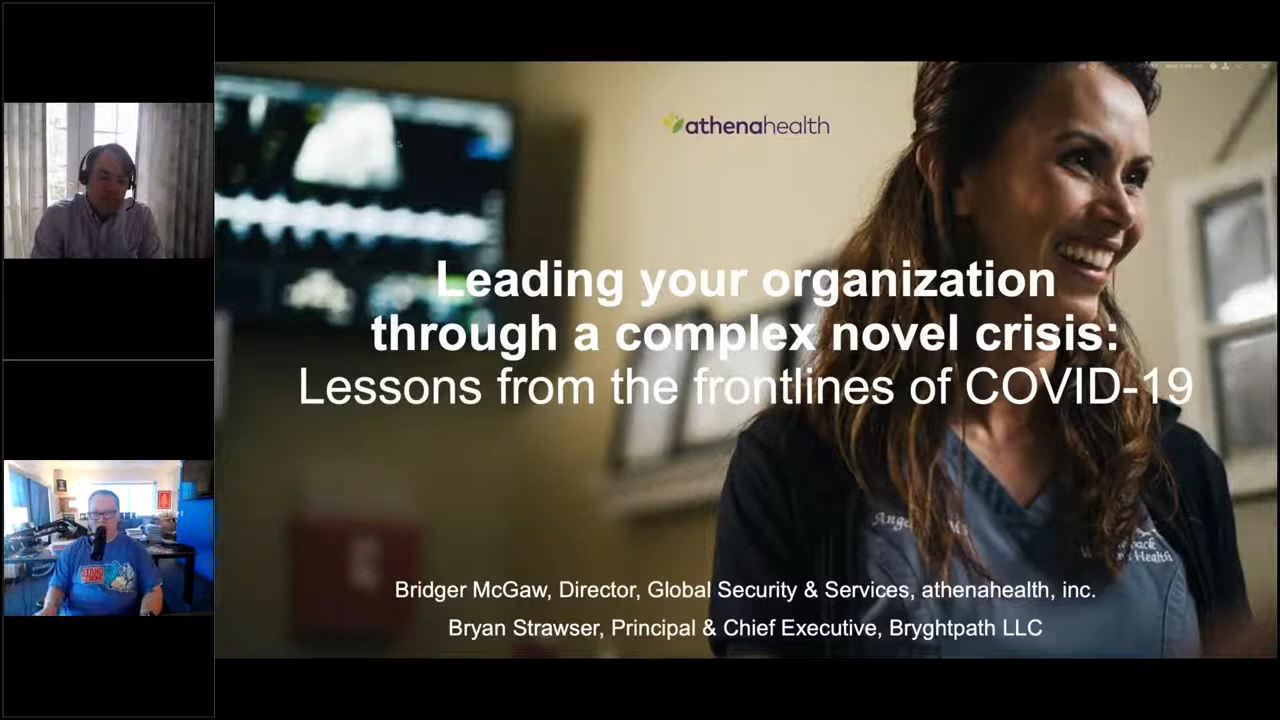 athenahealth
Leading your organization
through a complex novel crisis:
Lessons from the frontlines of COVID-19
Bridger McGaw, Director, Global Security & Services, athenahealth, inc.
Bryan Strawser, Principal & Chief Executive, Bryghtpath LLC